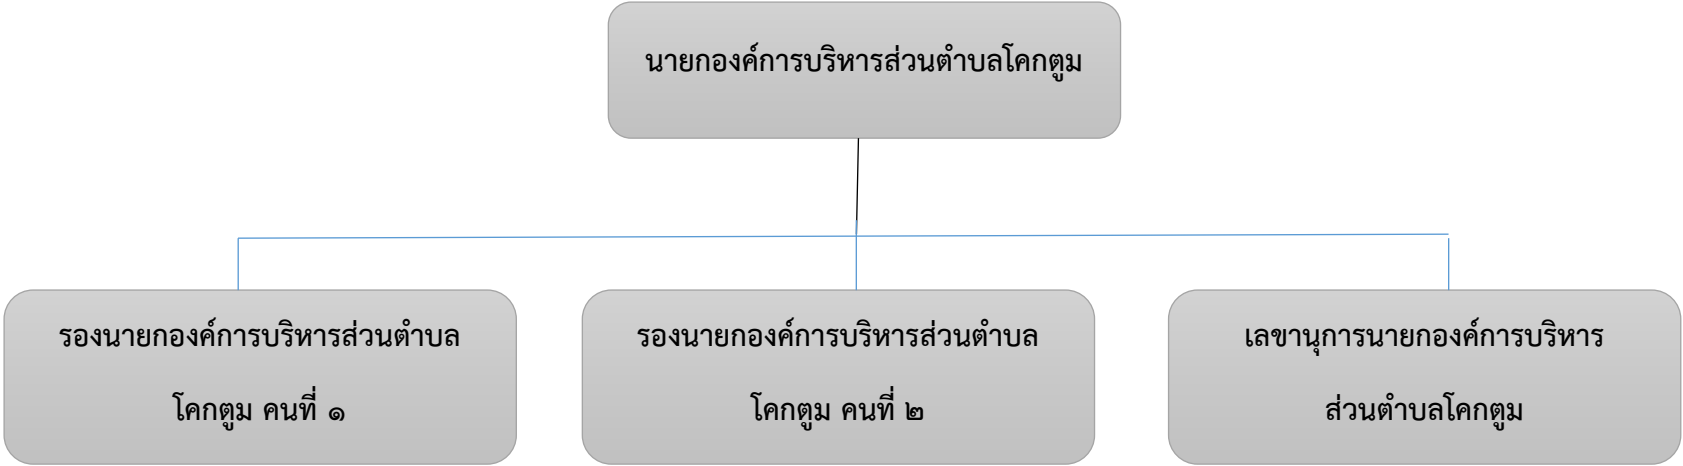 นายกองค์การบริหารส่วนตำบลโคกตูม
รองนายกองค์การบริหารส่วนตำบล
โคกตูม คนที่ ๑
รองนายกองค์การบริหารส่วนตำบล
โคกตูม คนที่ ๒
เลขานุการนายกองค์การบริหาร
ส่วนตำบลโคกตูม